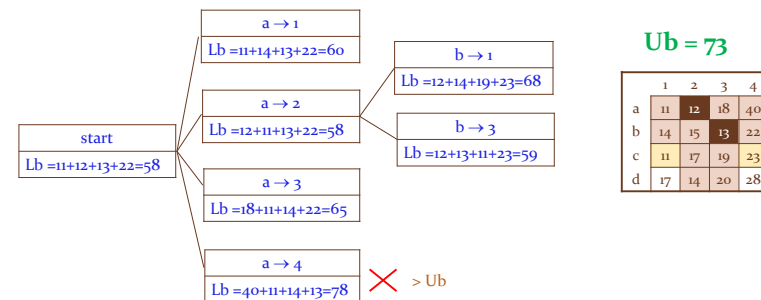 a → 1
Lb =11+14+13+22=60
Ub = 73
b → 1
Lb =12+14+19+23=68
1 2 3 4
a 11 12 18 40
a → 2
b 14 15 13 22
Lb =12+11+13+22=58
b → 3
start
c 11 17 19 23
Lb =12+13+11+23=59
Lb =11+12+13+22=58
d 17 14 20 28
a → 3
Lb =18+11+14+22=65
a → 4
Lb =40+11+14+13=78
> Ub